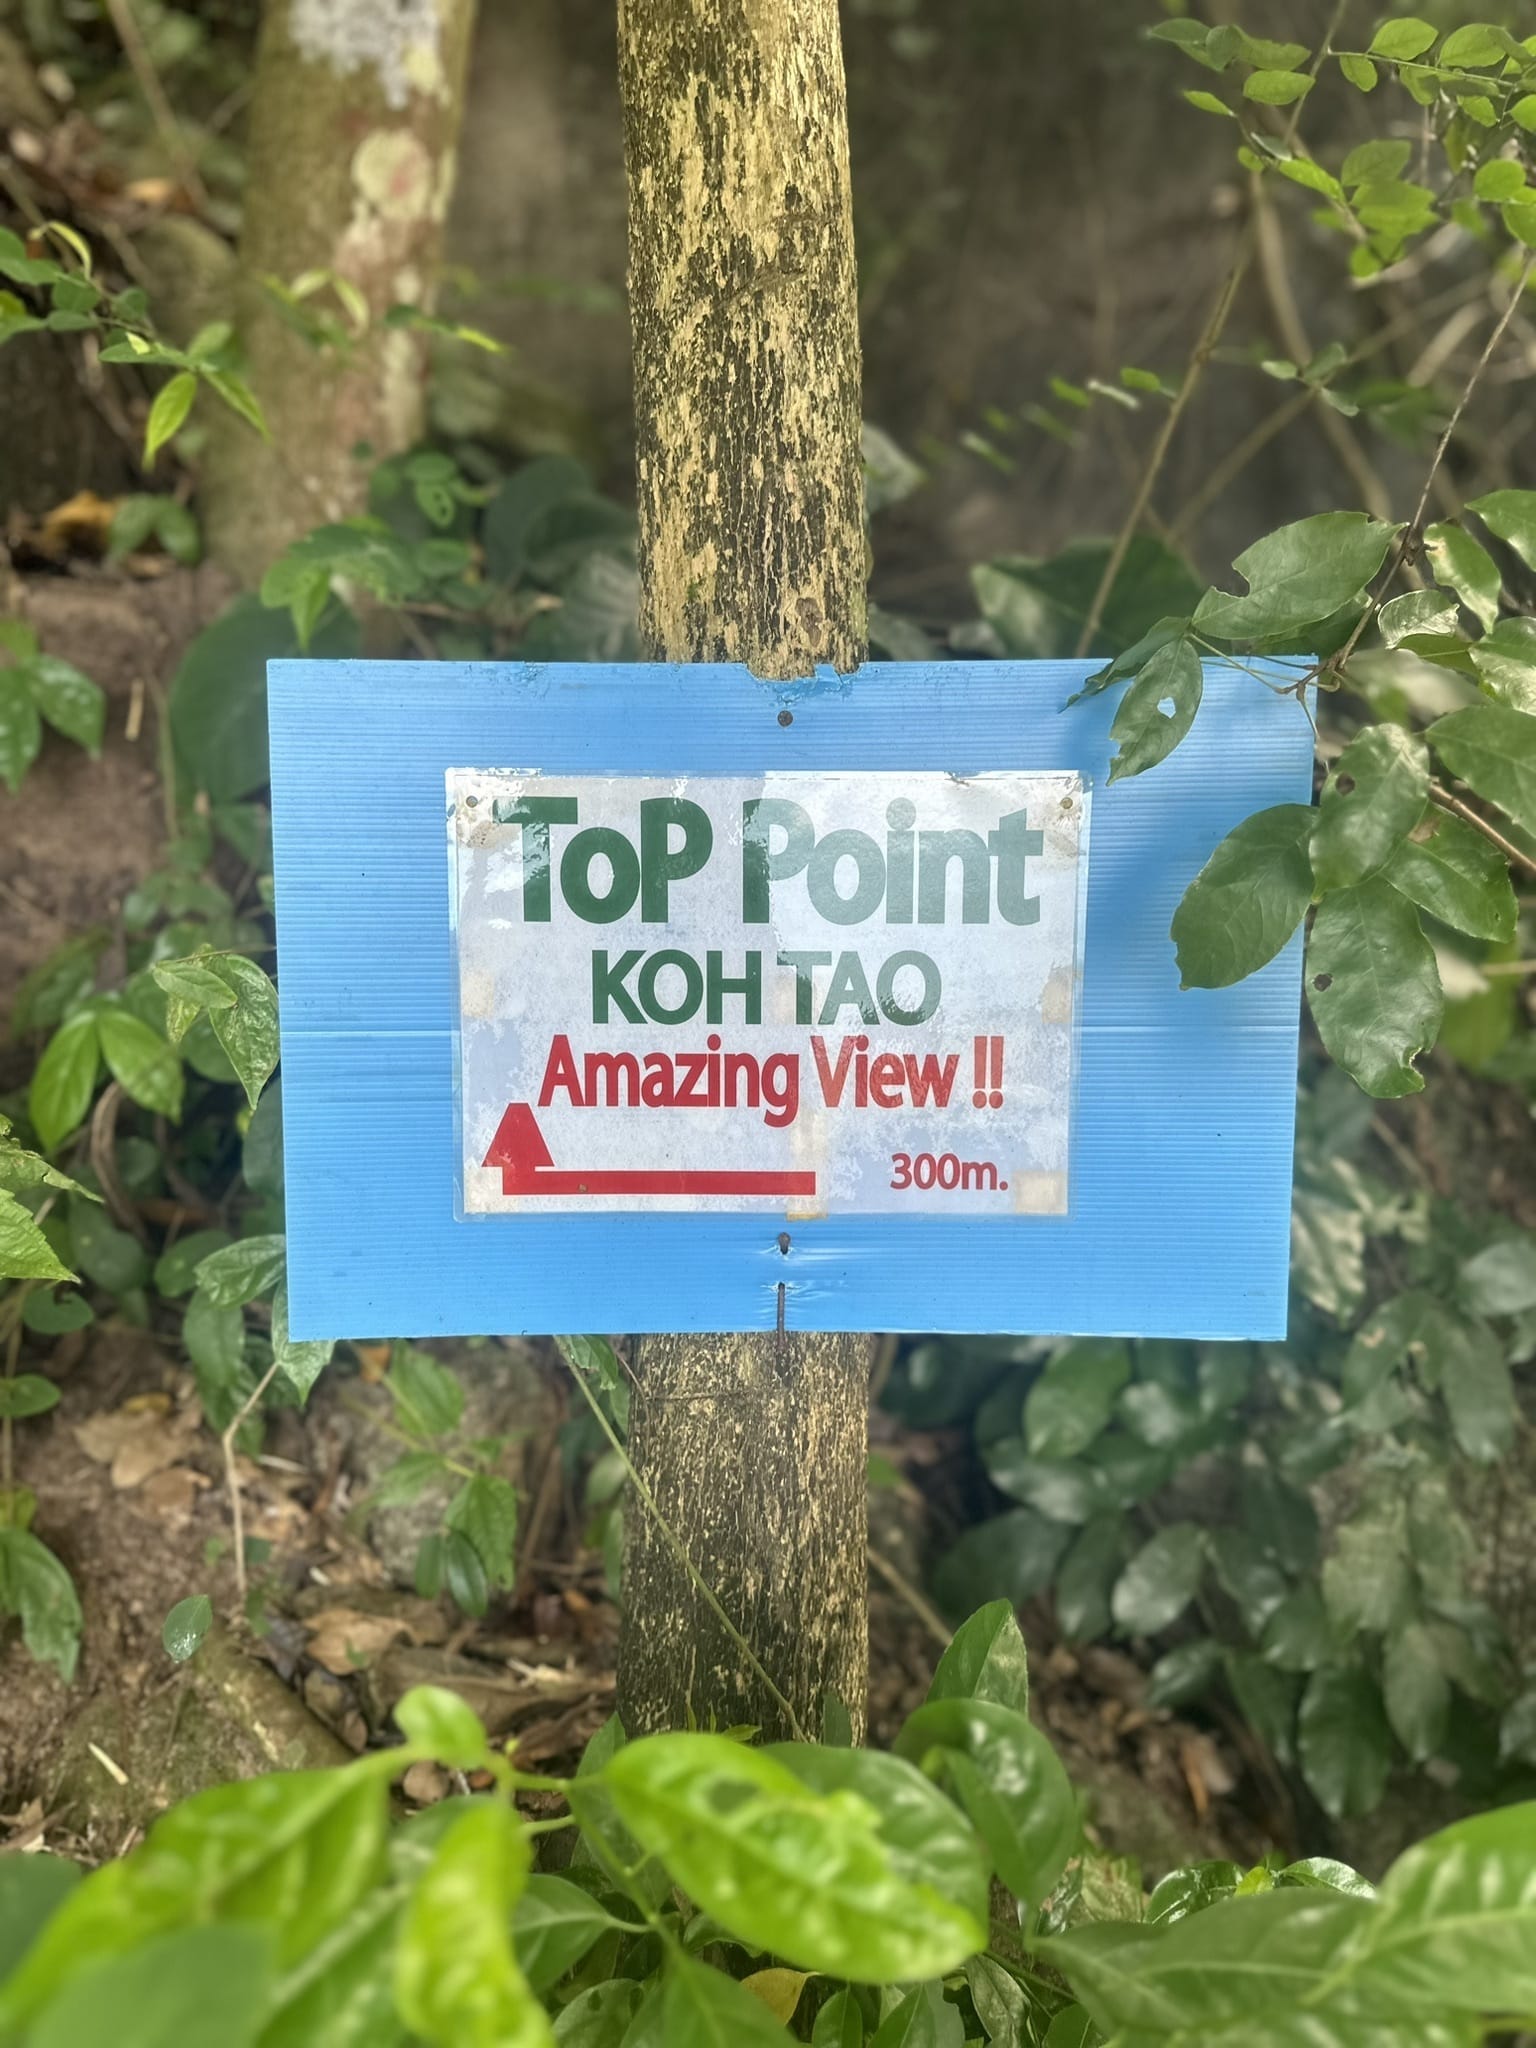 ToP Point
KOH TAO
Amazing View !!
300m.